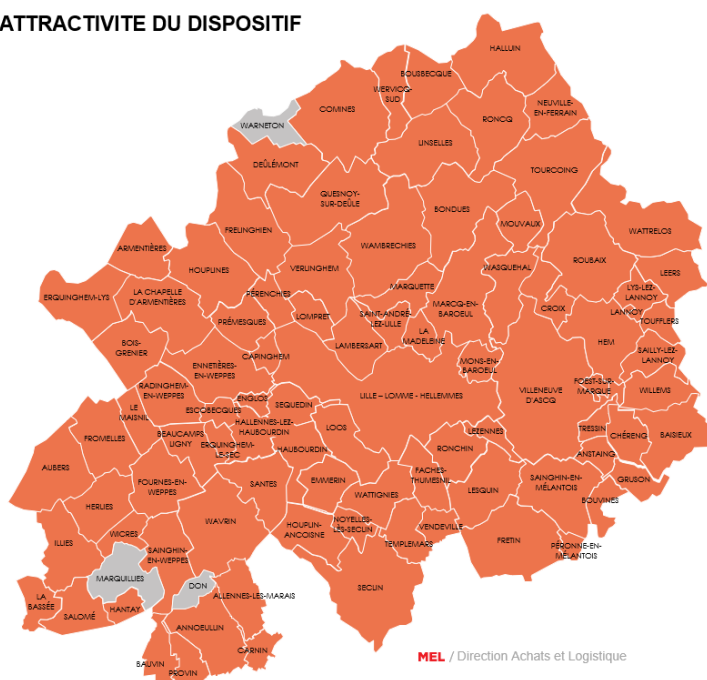 ATTRACTIVITE DU DISPOSITIF
HALLUIN
BOUSBECQUE
WERVICQ-
SUD
COMINES
NEUVILLE-
EN-FERRAIN
RONCQ
WARNETON
LINSELLES
DEÛLÉMONT
TOURCOING
QUESNOY-
SUR-DEÛLE
BONDUES
MOUVAUX
FRELINGHIEN
WATTRELOS
ARMENTIÈRES
WAMBRECHIES
ROUBAIX
HOUPLINES
VERLINGHEM
WASQUEHAL
LEERS
ERQUINGHEM-LYS
LA CHAPELLE
D'ARMENTIÈRES
PÉRENCHIES
MARQUETTE
LYS-LEZ-
LANNOY
MARCQ-EN-
BAROEUL
CROIX
LANNOY
TOUFFLERS
PRÉMESQUES
LOMPRET
SAINT-ANDRÉ-
LEZ-LILLE
LA
MADELEINE
BOIS-
GRENIER
LAMBERSART
HEM
SAILLY-LEZ-
LANNOY
CAPINGHEM
ENNETIÈRES-
EN-WEPPES
MONS-EN-
BAROEUL
RADINGHEM-
EN-WEPPES
VILLENEUVE
D'ASCQ
FOEST-SUR-
MARQUE
WILLEMS
ENGLOS
LILLE – LOMME - HELLEMMES
LE
MAISNIL
ESCOBECQUES
SEQUEDIN
HALLENNES-LEZ-
HAUBOURDIN
LOOS
LEZENNES
TRESSIN
CHÉRENG
BAISIEUX
FROMELLES
BEAUCAMPS
LIGNY
ERQUINGHEM-
LE-SEC
HAUBOURDIN
RONCHIN
ANSTAING
AUBERS
FACHES-
THUMESNIL
FOURNES-EN-
WEPPES
SANTES
EMMERIN
WATTIGNIES
LESQUIN
SAINGHIN-EN-
MÉLANTOIS
GRUSON
BOUVINES
HERLIES
WAVRIN
HOUPLIN-
ANCOISNE
NOYELLES-
LÈS-SECLIN
VENDEVILLE
ILLIES
WICRES
TEMPLEMARS
FRETIN
PÉRONNE-EN-
MÉLANTOIS
SAINGHIN-
EN-WEPPES
MARQUILLIES
DON
SECLIN
LA
BASSÉE
ALLENNES-LES-MARAIS
HANTAY
SALOMÉ
ANNOEULLIN
CARNIN
BAUVIN
PROVIN
MEL / Direction Achats et Logistique